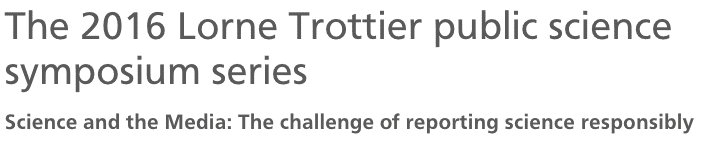 The 2016 Lorne Trottier public science
symposium series
Science and the Media: The challenge of reporting science responsibly